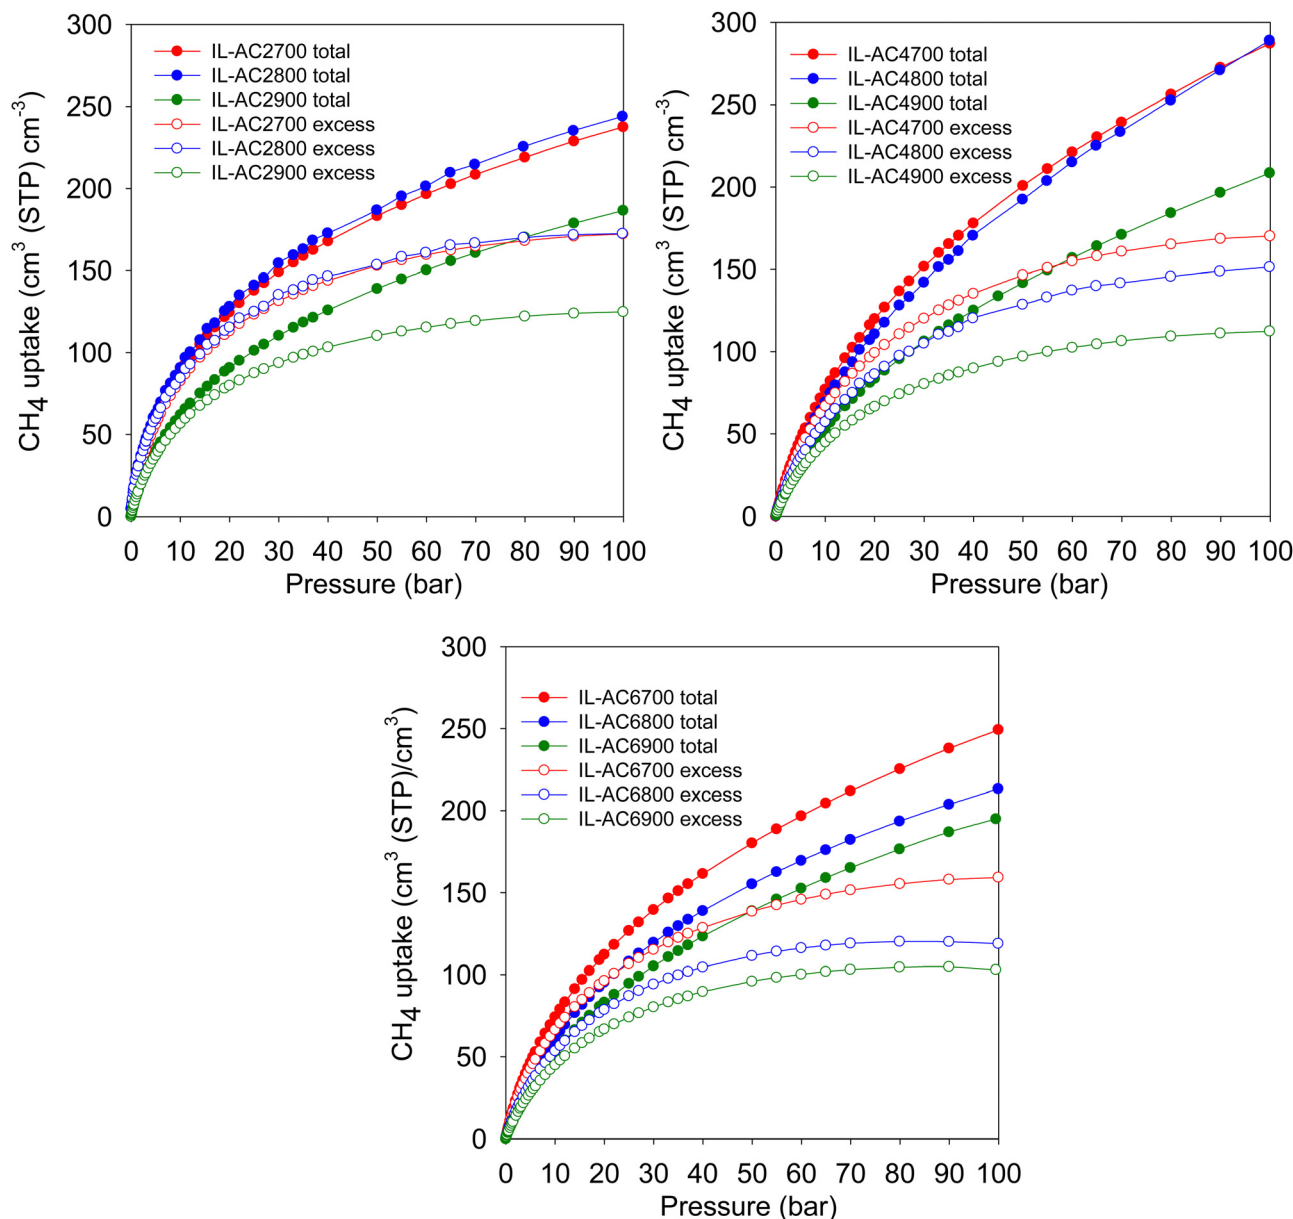 300
250
200
150
100
50
0
CH4 uptake (cm3 (STP) cm-3)
IL-AC2700 total
IL-AC2800 total
IL-AC2900 total
IL-AC2700 excess
IL-AC2800 excess
IL-AC2900 excess
0 10 20 30 40 50 60 70 80 90 100
Pressure (bar)
300
250
200
150
100
50
0
CH4 uptake (cm3 (STP) cm-3)
IL-AC4700 total
IL-AC4800 total
IL-AC4900 total
IL-AC4700 excess
IL-AC4800 excess
IL-AC4900 excess
0 10 20 30 40 50 60 70 80 90 100
Pressure (bar)
300
250
200
150
100
50
0
CH4 uptake (cm3 (STP)/cm3)
IL-AC6700 total
IL-AC6800 total
IL-AC6900 total
IL-AC6700 excess
IL-AC6800 excess
IL-AC6900 excess
0 10 20 30 40 50 60 70 80 90 100
Pressure (bar)